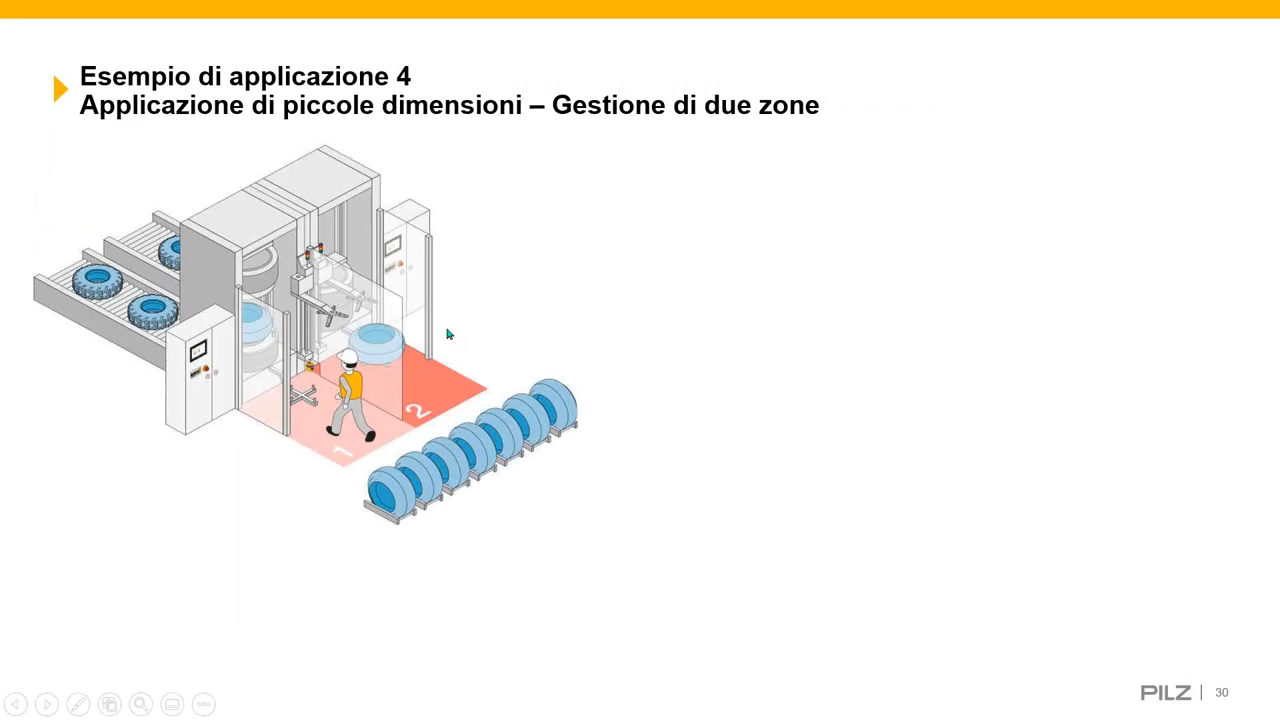 Esempio di applicazione 4
Applicazione di piccole dimensioni – Gestione di due zone
1
2
PILZ
30